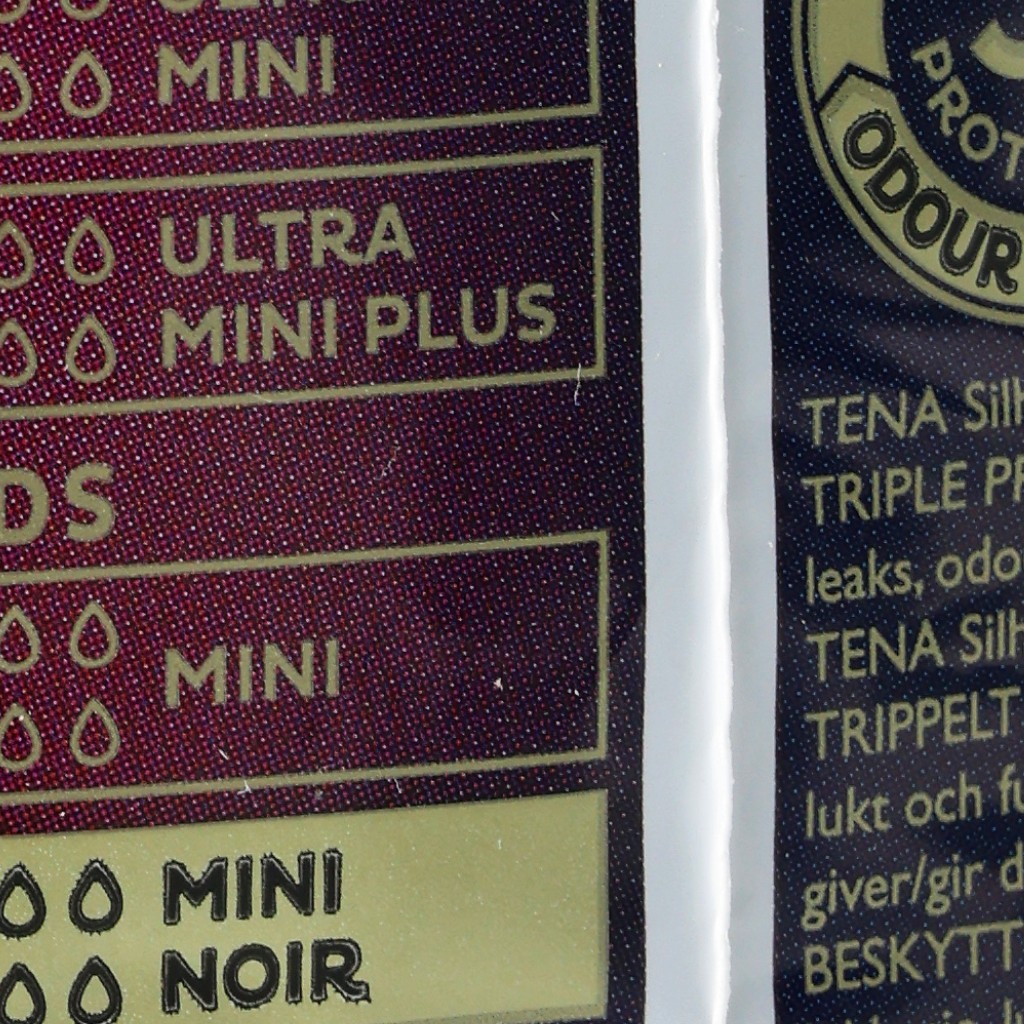 MINI
ULTRA
MINI PLUS
DS
MINI
MINI
NOIR
PROT
ODOUR
TENA Silh
TRIPLE PR
leaks, odo
TENA Silh
TRIPPELT
lukt och fu
giver/gir d
BESKYTT